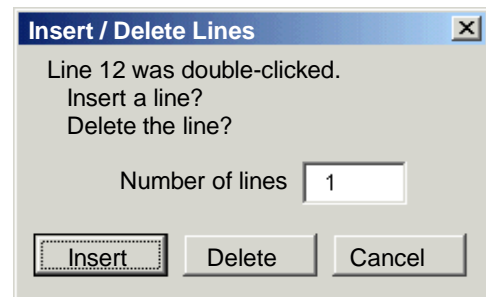 Insert / Delete Lines
Line 12 was double-clicked.
Insert a line?
Delete the line?
Number of lines 1
Insert Delete Cancel